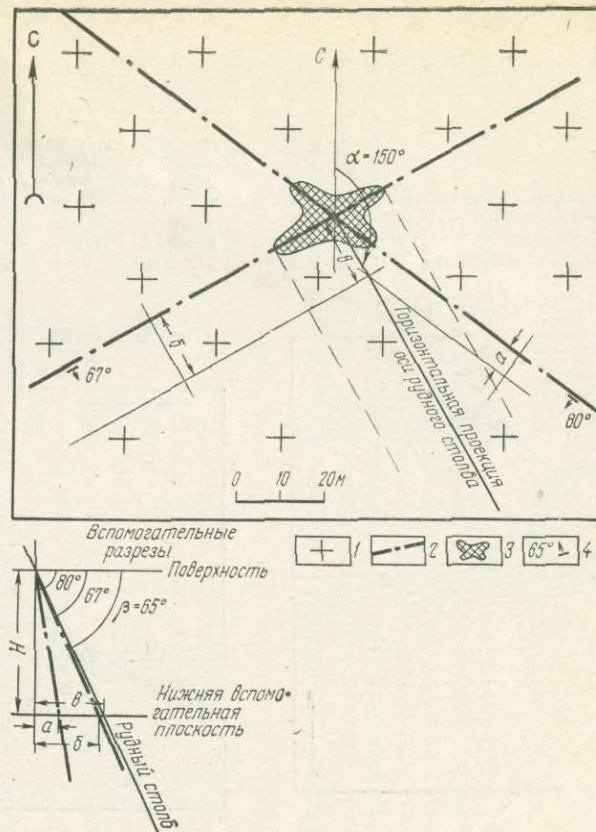 С
С
α=150°
в
б
67°
а
80°
Горизонтальная проекция
оси рудного столба
0 10 20м
Вспомогательные
разрезы
Поверхность
80°
67°
β=65°
H
в
а
б
Нижняя вспомо-
гательная
плоскость
Рудный столб
1 2 3 65° 4